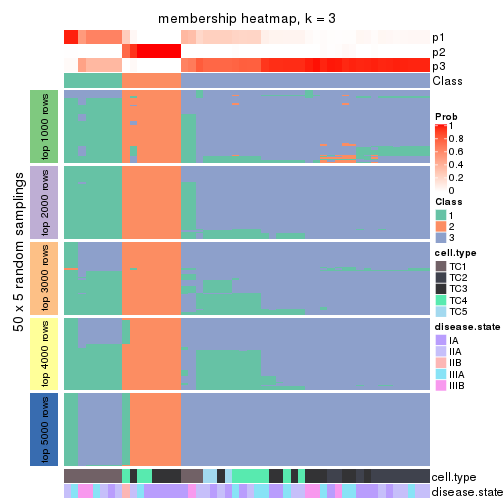 membership heatmap, k = 3
p1
p2
p3
Class
50 x 5 random samplings
top 1000 rows
top 2000 rows
top 3000 rows
top 4000 rows
top 5000 rows
cell.type
disease.state
Prob
1
0.8
0.6
0.4
0.2
0
Class
1
2
3
cell.type
TC1
TC2
TC3
TC4
TC5
disease.state
IA
IIA
IIB
IIIA
IIIB